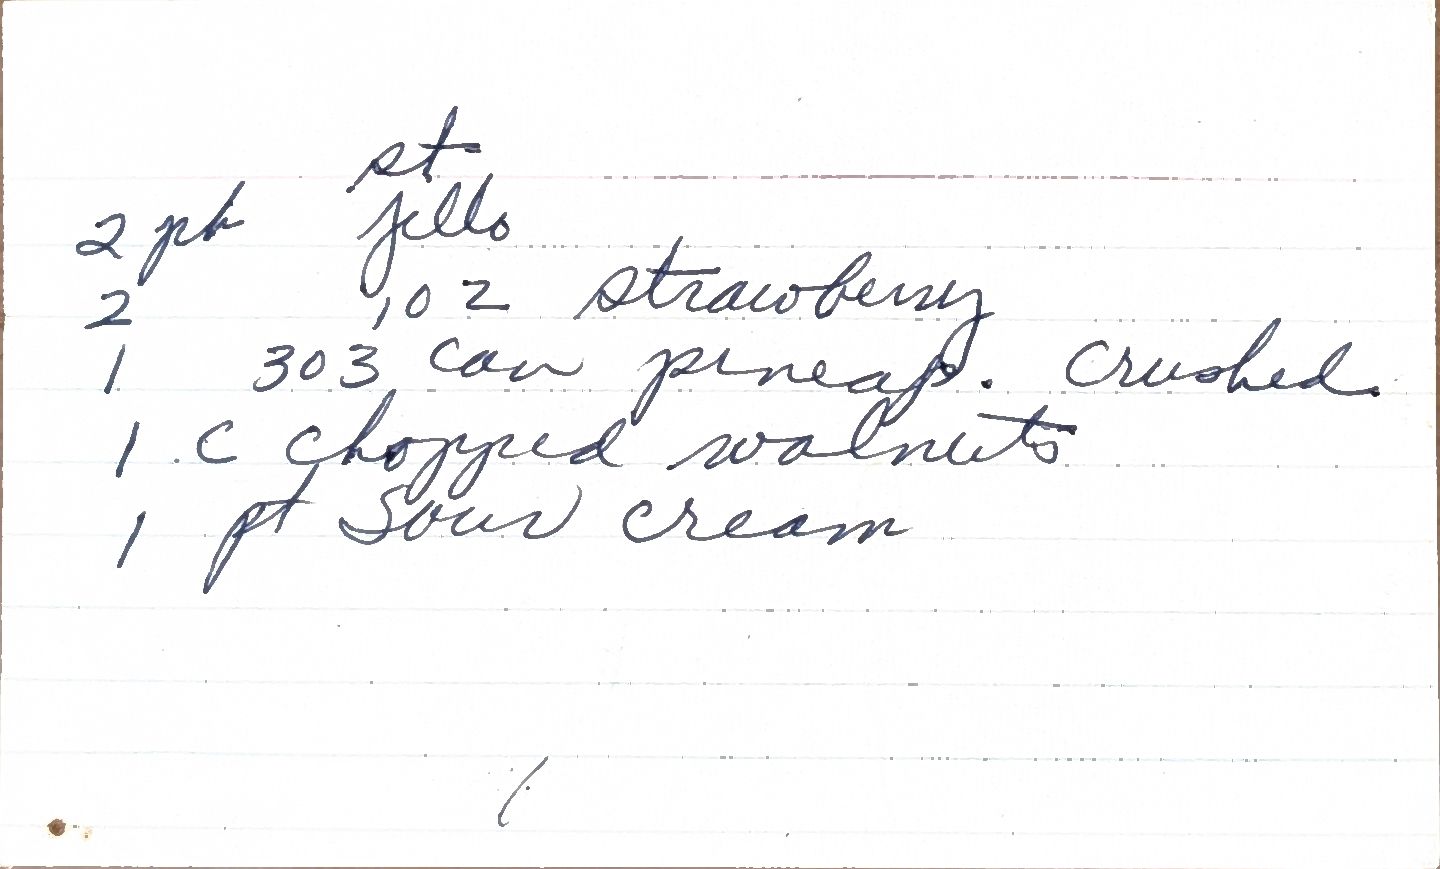 st
2 pk jello
2 10 z strawberry
1 303 can pineap. crushed.
1 c chopped walnuts
1 pt Sour cream